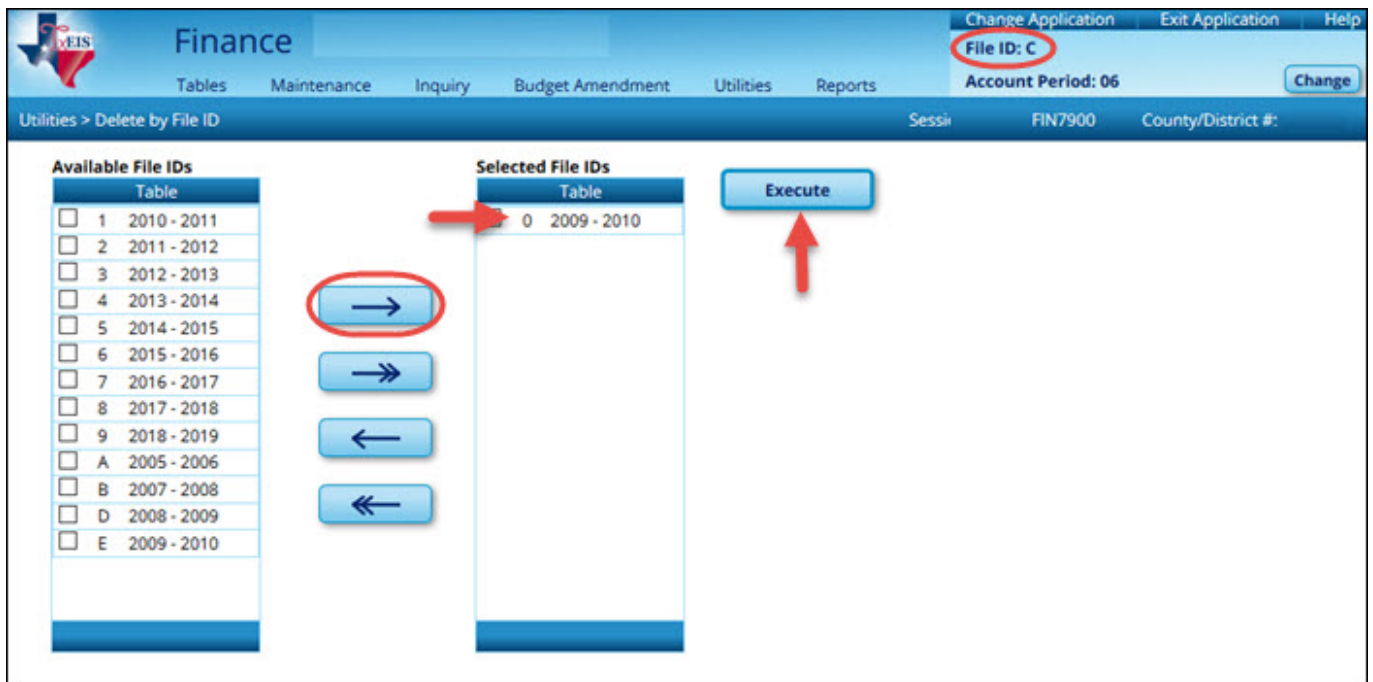 TxEIS
Finance
Change Application Exit Application Help
File ID: C
Tables Maintenance Inquiry Budget Amendment Utilities Reports
Account Period: 06 Change
Utilities > Delete by File ID FIN7900 County/District #:
Available File IDs Selected File IDs
Table Table Execute
1 2010 - 2011 0 2009 - 2010
2 2011 - 2012
3 2012 - 2013
4 2013 - 2014
5 2014 - 2015
6 2015 - 2016
7 2016 - 2017
8 2017 - 2018
9 2018 - 2019
A 2005 - 2006
B 2007 - 2008
D 2008 - 2009
E 2009 - 2010